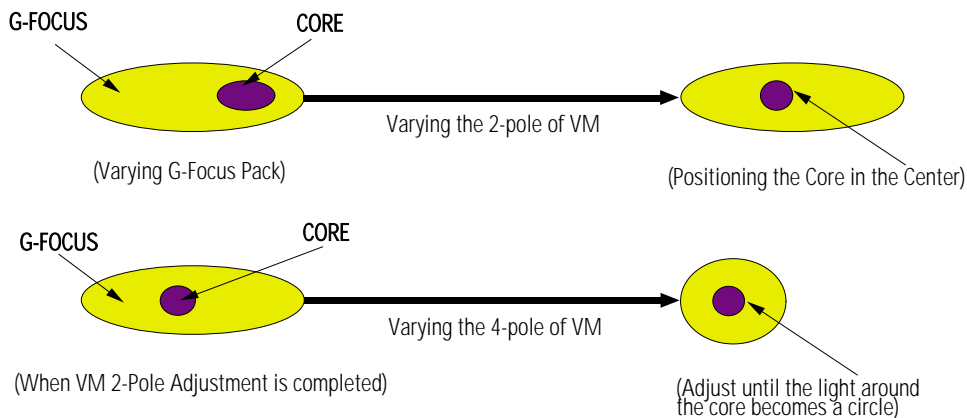 G-FOCUS
CORE
Varying the 2-pole of VM
(Varying G-Focus Pack)
(Positioning the Core in the Center)
G-FOCUS
CORE
Varying the 4-pole of VM
(When VM 2-Pole Adjustment is completed)
(Adjust until the light around
the core becomes a circle)